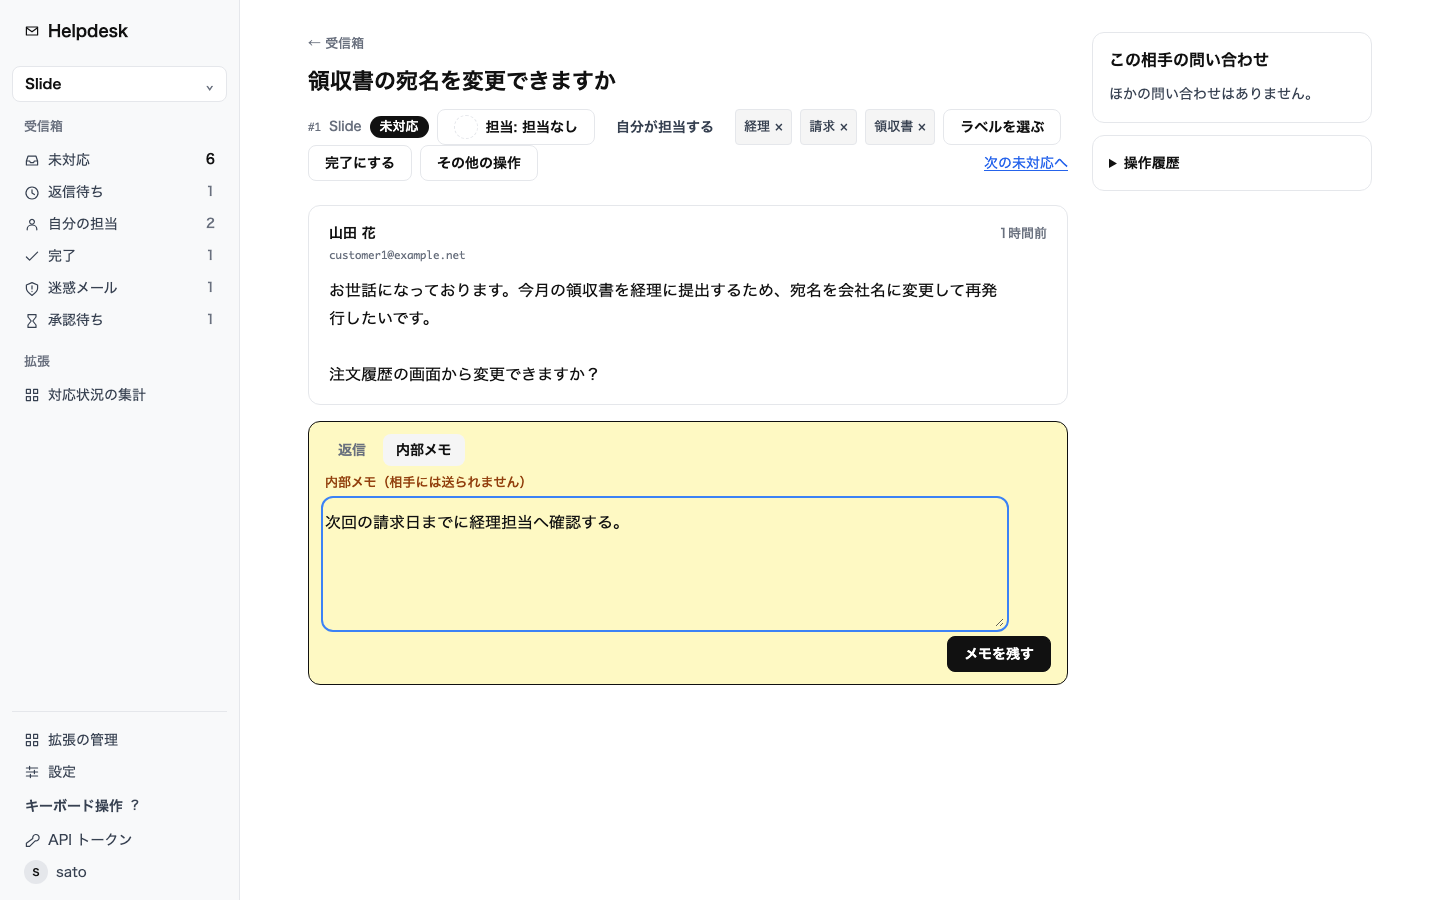 Helpdesk
Slide
受信箱
未対応 6
返信待ち 1
自分の担当 2
完了 1
迷惑メール 1
承認待ち 1
拡張
対応状況の集計
拡張の管理
設定
キーボード操作 ?
API トークン
S sato
← 受信箱
領収書の宛名を変更できますか
#1 Slide 未対応 担当: 担当なし 自分が担当する 経理 × 請求 × 領収書 × ラベルを選ぶ
完了にする その他の操作 次の未対応へ
山田 花 1時間前
customer1@example.net
お世話になっております。今月の領収書を経理に提出するため、宛名を会社名に変更して再発
行したいです。
注文履歴の画面から変更できますか？
返信 内部メモ
内部メモ（相手には送られません）
次回の請求日までに経理担当へ確認する。
メモを残す
この相手の問い合わせ
ほかの問い合わせはありません。
▶ 操作履歴